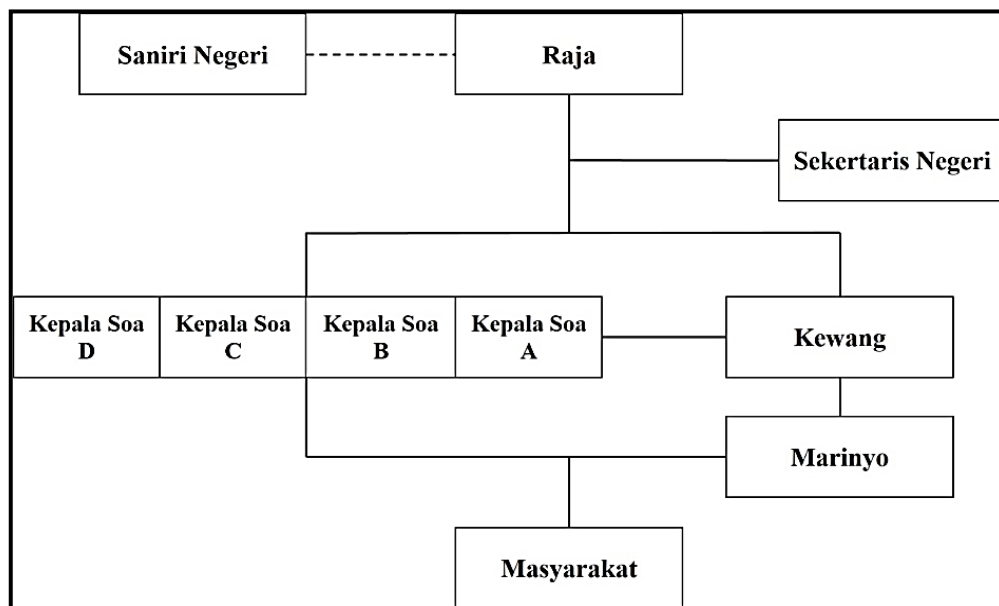 Saniri Negeri
Raja
Sekertaris Negeri
Kepala Soa
D
Kepala Soa
C
Kepala Soa
B
Kepala Soa
A
Kewang
Marinyo
Masyarakat